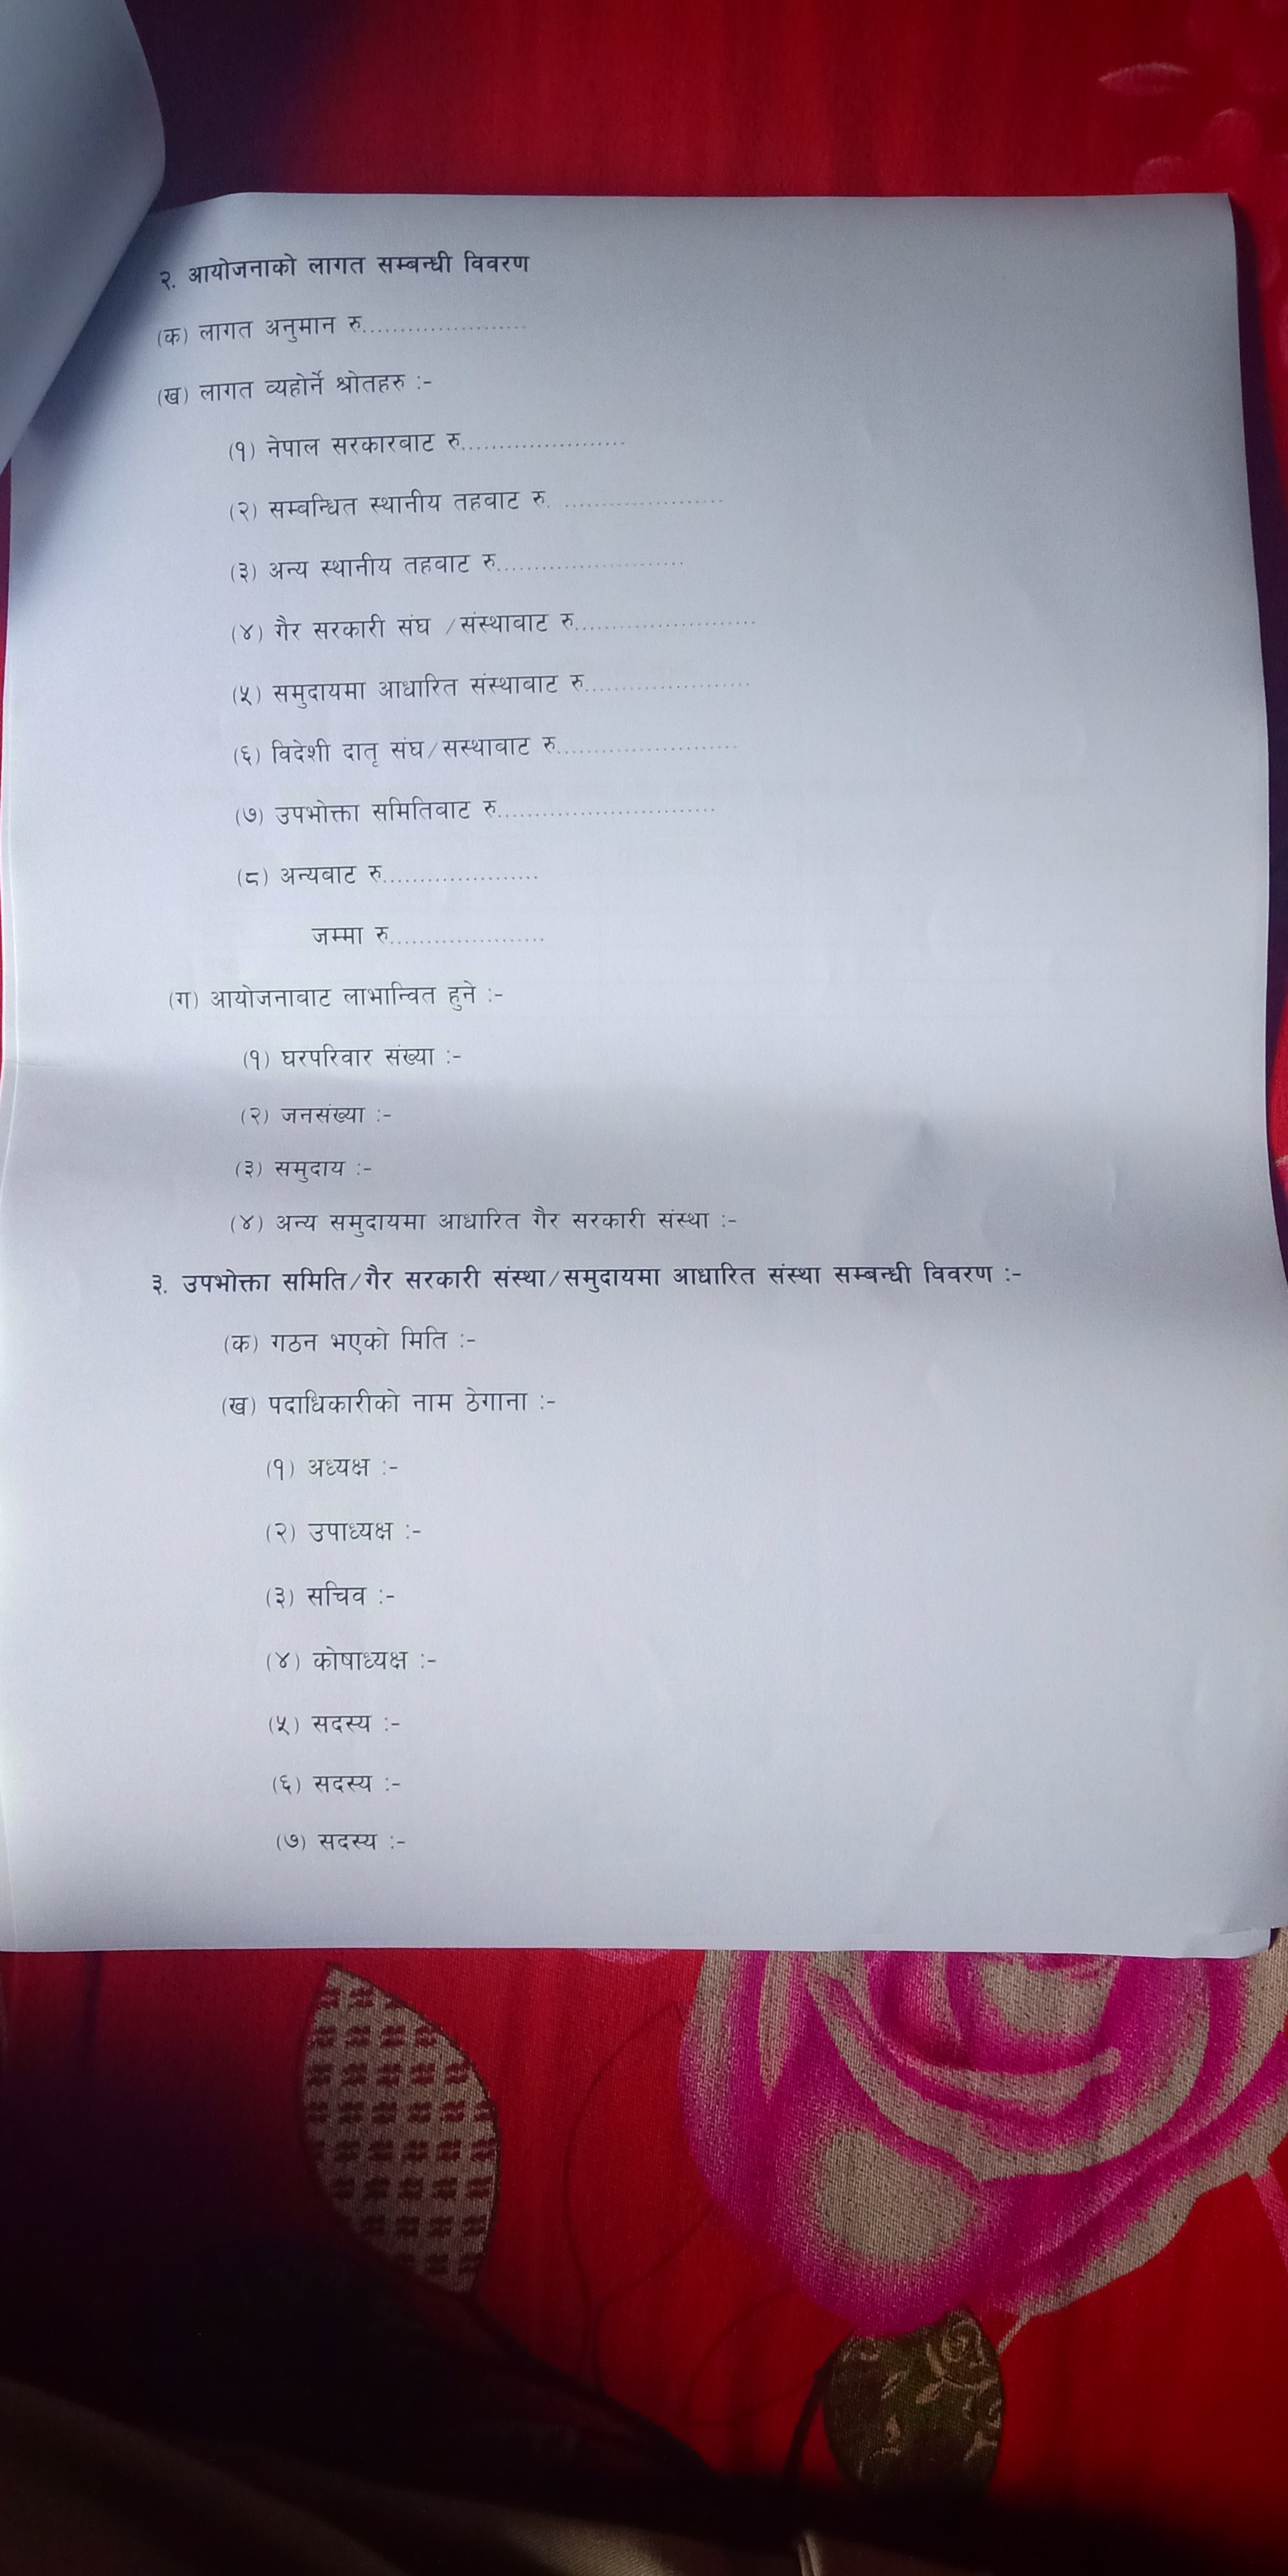 २. आयोजनाको लागत सम्बन्धी विवरण
(क) लागत अनुमान रु......................
(ख) लागत व्यहोर्ने श्रोतहरु :-
(१) नेपाल सरकारबाट रु......................
(२) सम्बन्धित स्थानीय तहबाट रु. .....................
(३) अन्य स्थानीय तहबाट रु.........................
(४) गैर सरकारी संघ /संस्थाबाट रु........................
(५) समुदायमा आधारित संस्थाबाट रु......................
(६) विदेशी दातृ संघ/सस्थाबाट रु........................
(७) उपभोक्ता समितिबाट रु.............................
(८) अन्यबाट रु.....................
जम्मा रु.....................
(ग) आयोजनाबाट लाभान्वित हुने :-
(१) घरपरिवार संख्या :-
(२) जनसंख्या :-
(३) समुदाय :-
(४) अन्य समुदायमा आधारित गैर सरकारी संस्था :-
३. उपभोक्ता समिति/गैर सरकारी संस्था/समुदायमा आधारित संस्था सम्बन्धी विवरण :-
(क) गठन भएको मिति :-
(ख) पदाधिकारीको नाम ठेगाना :-
(१) अध्यक्ष :-
(२) उपाध्यक्ष :-
(३) सचिव :-
(४) कोषाध्यक्ष :-
(५) सदस्य :-
(६) सदस्य :-
(७) सदस्य :-